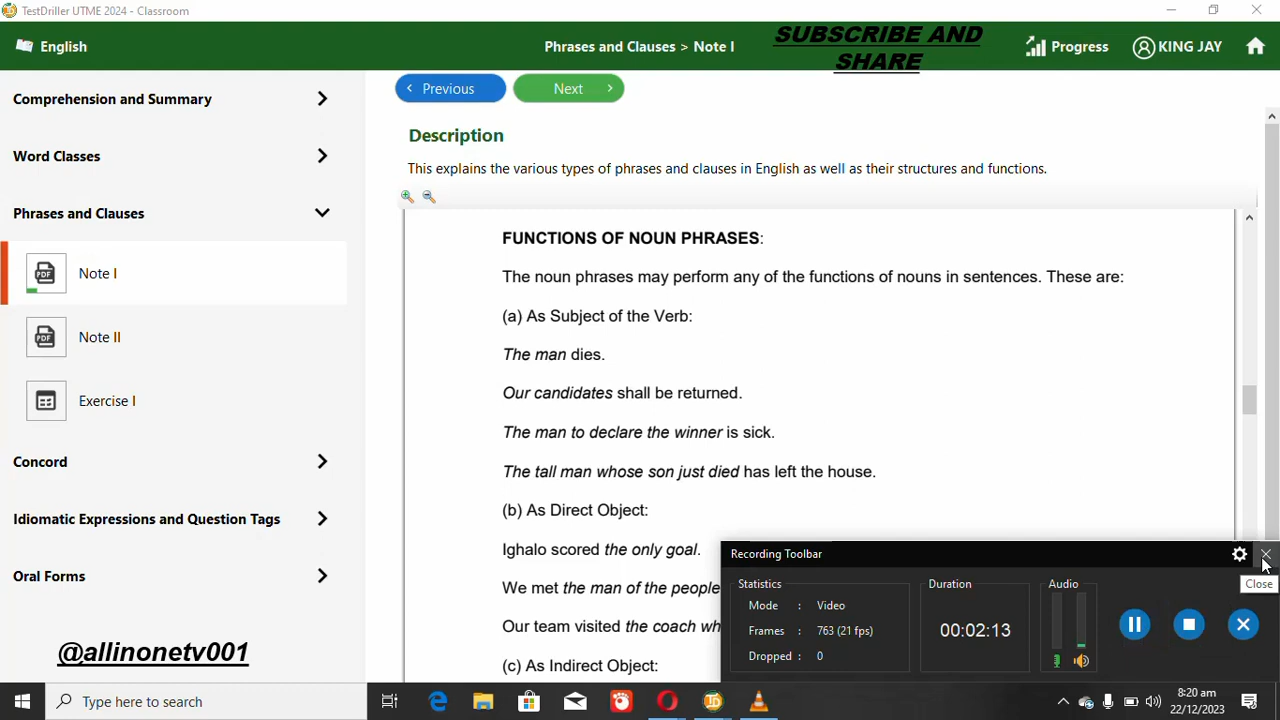 TestDriller UTME 2024 - Classroom
English
Phrases and Clauses > Note I
SUBSCRIBE AND
SHARE
Progress
KING JAY
Comprehension and Summary
Word Classes
Phrases and Clauses
PDF
Note I
PDF
Note II
Exercise I
Concord
Idiomatic Expressions and Question Tags
Oral Forms
@allinonetv001
Previous
Next
Description
This explains the various types of phrases and clauses in English as well as their structures and functions.
FUNCTIONS OF NOUN PHRASES:
The noun phrases may perform any of the functions of nouns in sentences. These are:
(a) As Subject of the Verb:
The man dies.
Our candidates shall be returned.
The man to declare the winner is sick.
The tall man whose son just died has left the house.
(b) As Direct Object:
Ighalo scored the only goal.
We met the man of the people
Our team visited the coach wh
(c) As Indirect Object:
Recording Toolbar
Close
Statistics
Mode : Video
Frames : 763 (21 fps)
Dropped : 0
Duration
00:02:13
Audio
Type here to search
8:20 am
22/12/2023